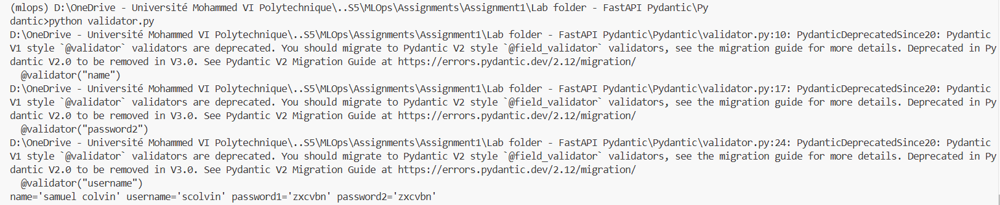 (mlops) D:\OneDrive - Université Mohammed VI Polytechnique\..S5\MLOps\Assignments\Assignment1\Lab folder - FastAPI Pydantic\Py
dantic>python validator.py
D:\OneDrive - Université Mohammed VI Polytechnique\..S5\MLOps\Assignments\Assignment1\Lab folder - FastAPI Pydantic\Pydantic\validator.py:10: PydanticDeprecatedSince20: Pydantic
V1 style `@validator` validators are deprecated. You should migrate to Pydantic V2 style `@field_validator` validators, see the migration guide for more details. Deprecated in Py
dantic V2.0 to be removed in V3.0. See Pydantic V2 Migration Guide at https://errors.pydantic.dev/2.12/migration/
  @validator("name")
D:\OneDrive - Université Mohammed VI Polytechnique\..S5\MLOps\Assignments\Assignment1\Lab folder - FastAPI Pydantic\Pydantic\validator.py:17: PydanticDeprecatedSince20: Pydantic
V1 style `@validator` validators are deprecated. You should migrate to Pydantic V2 style `@field_validator` validators, see the migration guide for more details. Deprecated in Py
dantic V2.0 to be removed in V3.0. See Pydantic V2 Migration Guide at https://errors.pydantic.dev/2.12/migration/
  @validator("password2")
D:\OneDrive - Université Mohammed VI Polytechnique\..S5\MLOps\Assignments\Assignment1\Lab folder - FastAPI Pydantic\Pydantic\validator.py:24: PydanticDeprecatedSince20: Pydantic
V1 style `@validator` validators are deprecated. You should migrate to Pydantic V2 style `@field_validator` validators, see the migration guide for more details. Deprecated in Py
dantic V2.0 to be removed in V3.0. See Pydantic V2 Migration Guide at https://errors.pydantic.dev/2.12/migration/
  @validator("username")
name='samuel colvin' username='scolvin' password1='zxcvbn' password2='zxcvbn'